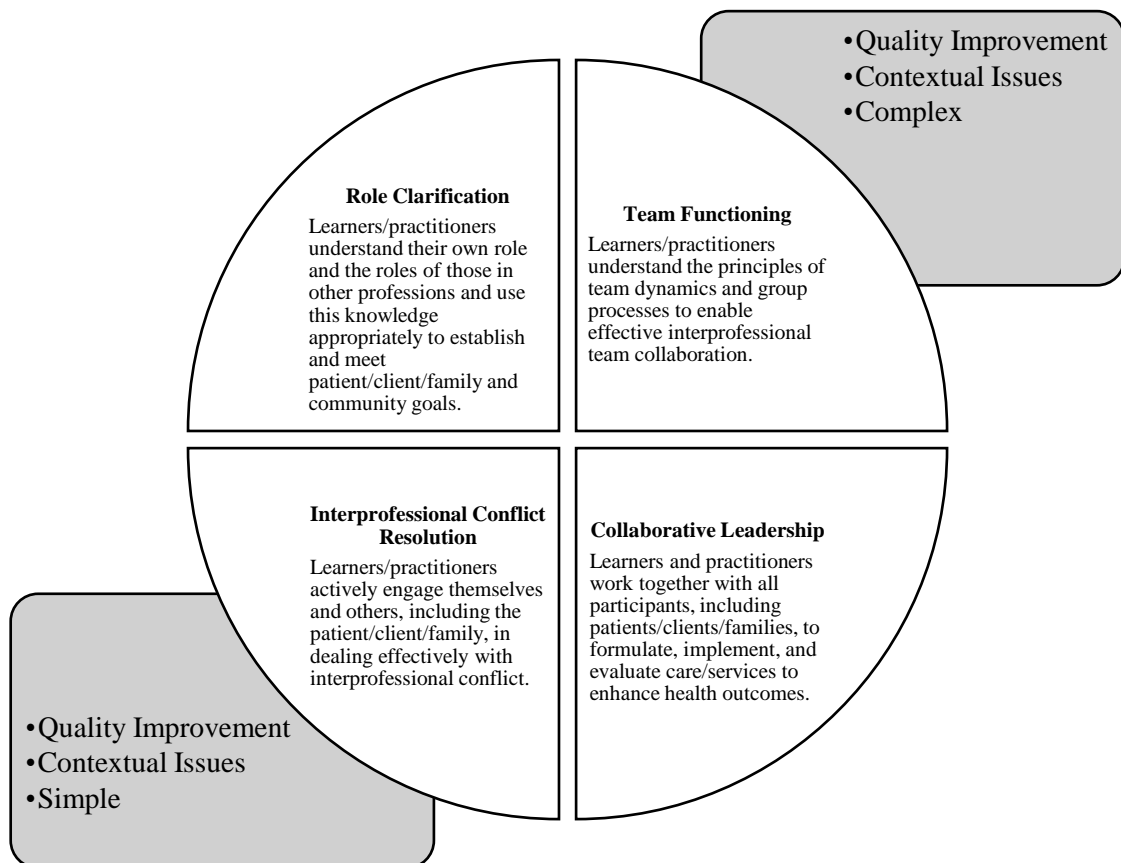 •Quality Improvement
•Contextual Issues
•Complex
Role Clarification
Learners/practitioners
understand their own role
and the roles of those in
other professions and use
this knowledge
appropriately to establish
and meet
patient/client/family and
community goals.
Team Functioning
Learners/practitioners
understand the principles of
team dynamics and group
processes to enable
effective interprofessional
team collaboration.
Interprofessional Conflict
Resolution
Learners/practitioners
actively engage themselves
and others, including the
patient/client/family, in
dealing effectively with
interprofessional conflict.
Collaborative Leadership
Learners and practitioners
work together with all
participants, including
patients/clients/families, to
formulate, implement, and
evaluate care/services to
enhance health outcomes.
•Quality Improvement
•Contextual Issues
•Simple